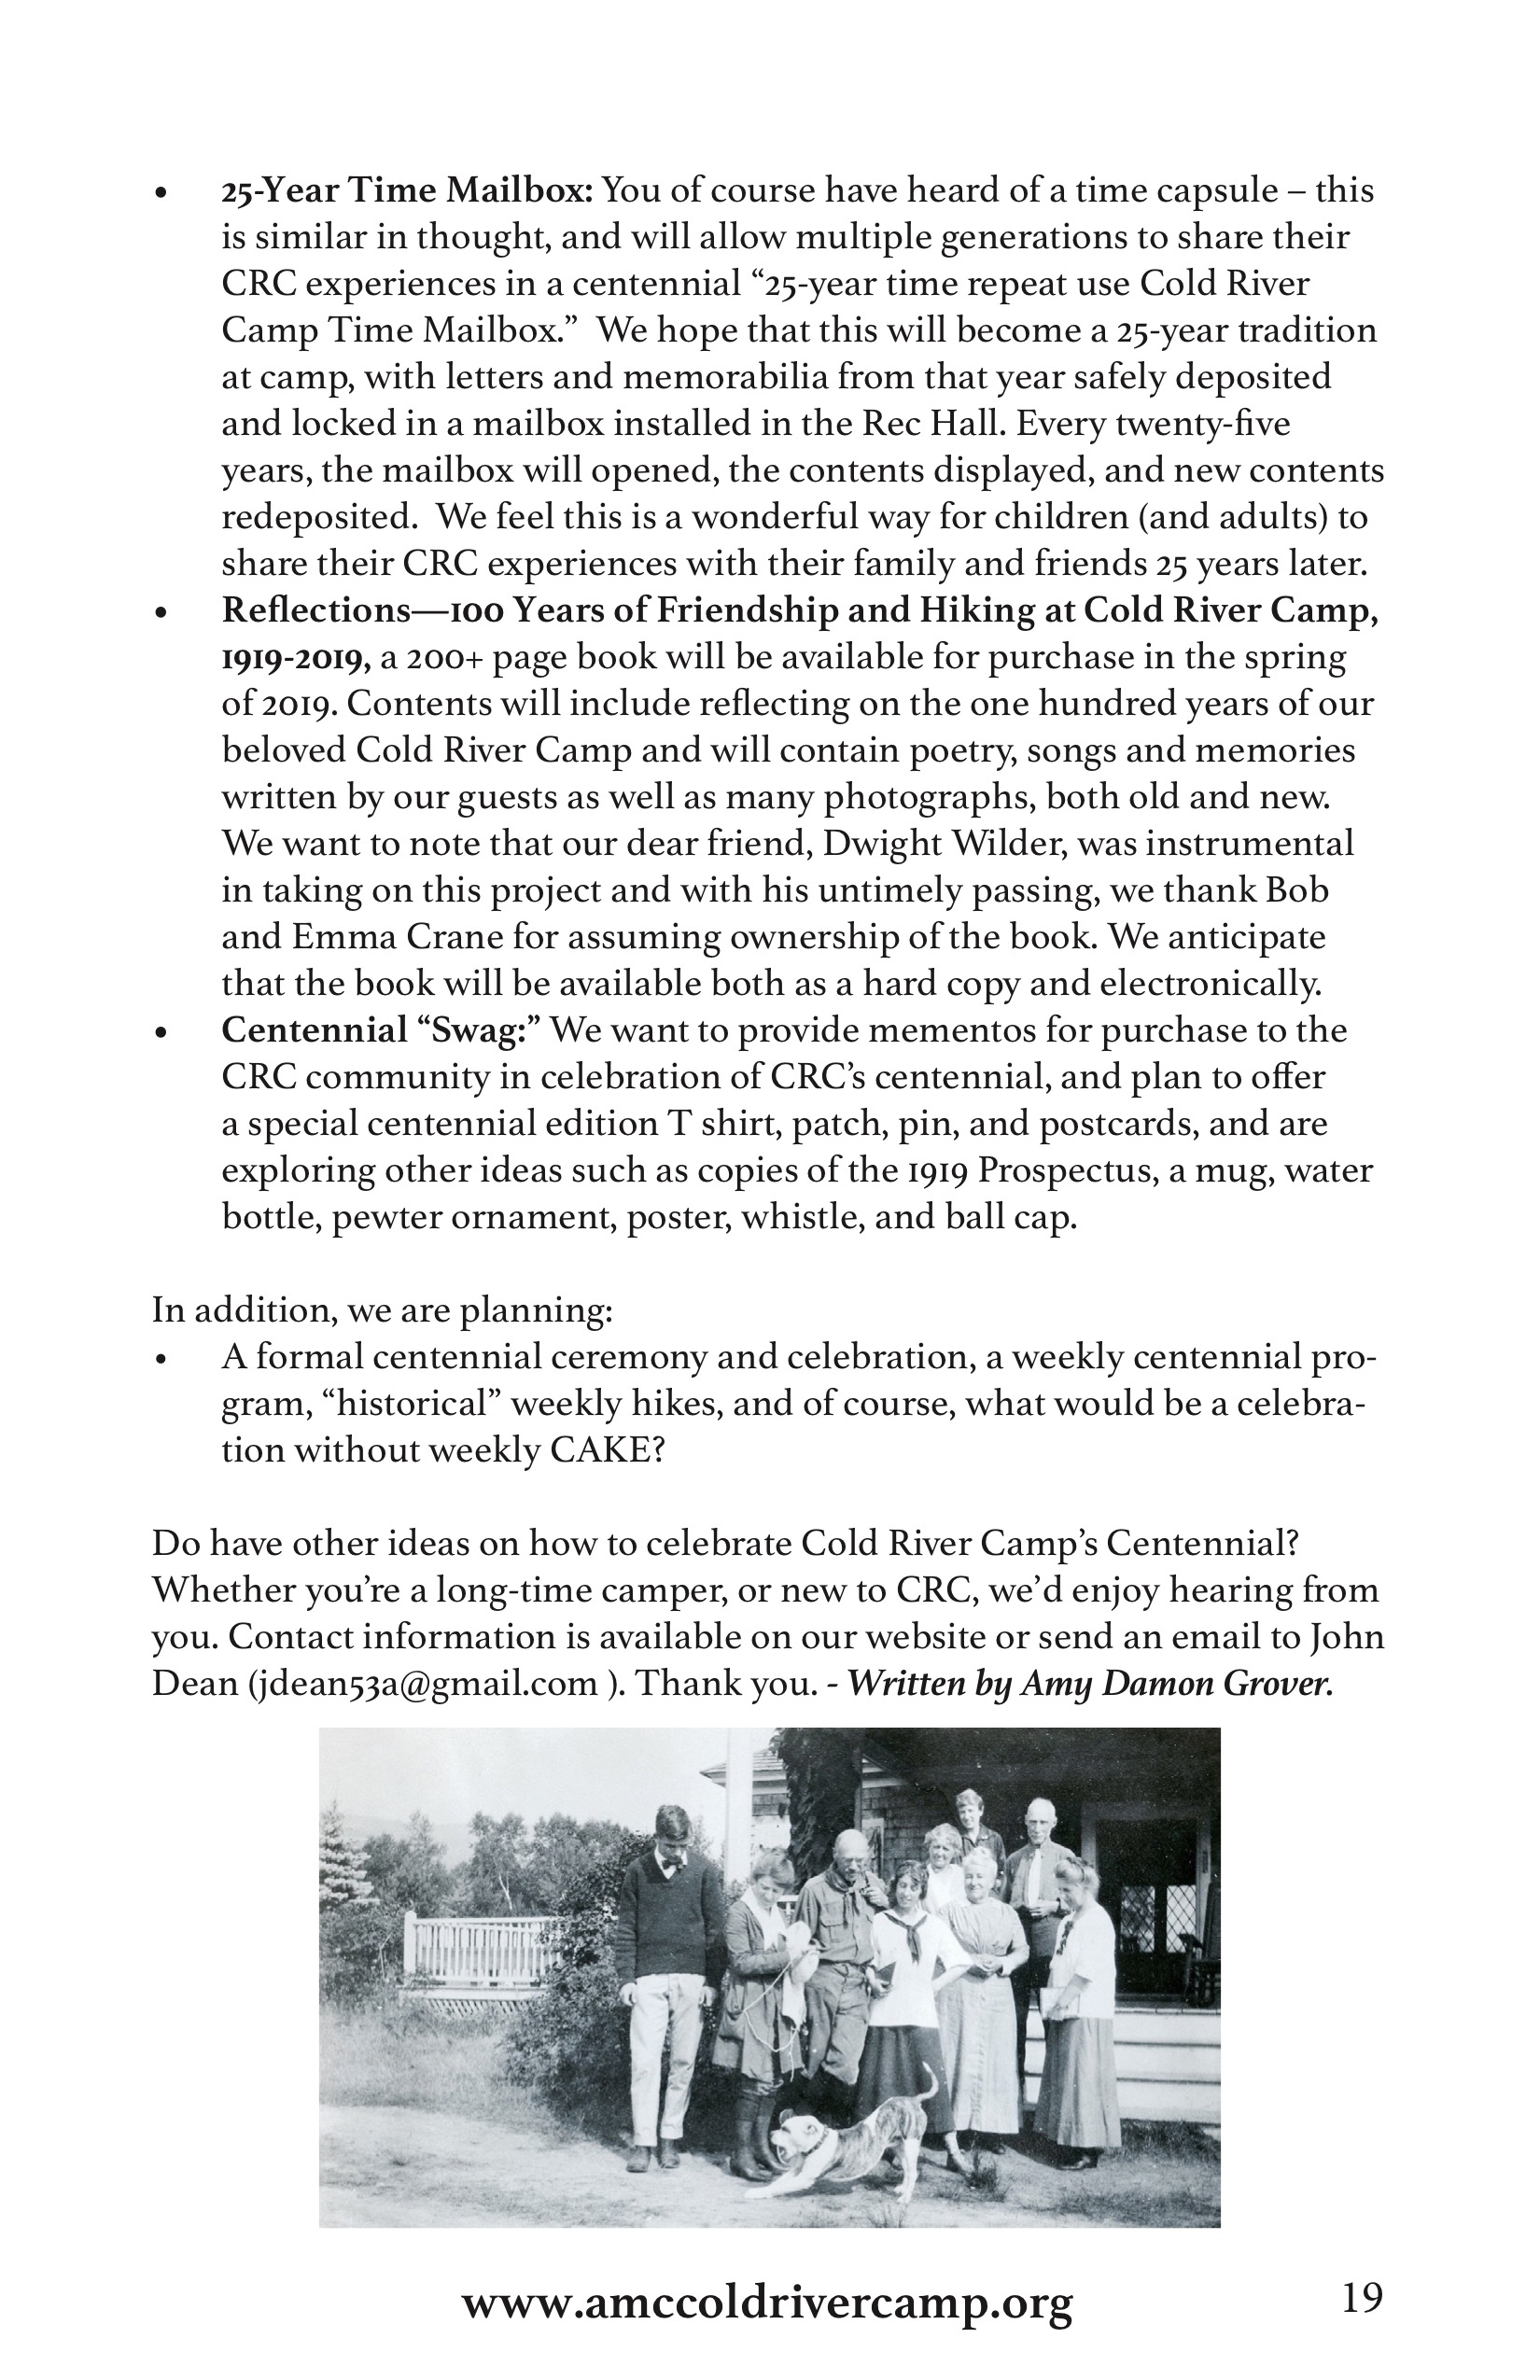 • 25-Year Time Mailbox: You of course have heard of a time capsule – this
is similar in thought, and will allow multiple generations to share their
CRC experiences in a centennial “25-year time repeat use Cold River
Camp Time Mailbox.”  We hope that this will become a 25-year tradition
at camp, with letters and memorabilia from that year safely deposited
and locked in a mailbox installed in the Rec Hall. Every twenty-five
years, the mailbox will opened, the contents displayed, and new contents
redeposited.  We feel this is a wonderful way for children (and adults) to
share their CRC experiences with their family and friends 25 years later.
• Reflections—100 Years of Friendship and Hiking at Cold River Camp,
1919-2019, a 200+ page book will be available for purchase in the spring
of 2019. Contents will include reflecting on the one hundred years of our
beloved Cold River Camp and will contain poetry, songs and memories
written by our guests as well as many photographs, both old and new.
We want to note that our dear friend, Dwight Wilder, was instrumental
in taking on this project and with his untimely passing, we thank Bob
and Emma Crane for assuming ownership of the book. We anticipate
that the book will be available both as a hard copy and electronically.
• Centennial “Swag:” We want to provide mementos for purchase to the
CRC community in celebration of CRC’s centennial, and plan to offer
a special centennial edition T shirt, patch, pin, and postcards, and are
exploring other ideas such as copies of the 1919 Prospectus, a mug, water
bottle, pewter ornament, poster, whistle, and ball cap.
In addition, we are planning:
• A formal centennial ceremony and celebration, a weekly centennial pro-
gram, “historical” weekly hikes, and of course, what would be a celebra-
tion without weekly CAKE?
Do have other ideas on how to celebrate Cold River Camp’s Centennial?
Whether you’re a long-time camper, or new to CRC, we’d enjoy hearing from
you. Contact information is available on our website or send an email to John
Dean (jdean53a@gmail.com ). Thank you. - Written by Amy Damon Grover.
www.amccoldrivercamp.org
19